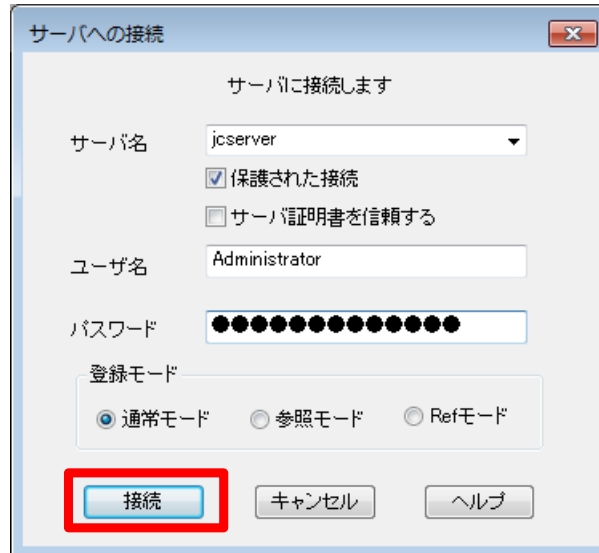 サーバへの接続
サーバに接続します
サーバ名 jcserver
保護された接続
サーバ証明書を信頼する
ユーザ名 Administrator
パスワード ●●●●●●●●●●●●●
登録モード
通常モード 参照モード Refモード
接続 キャンセル ヘルプ